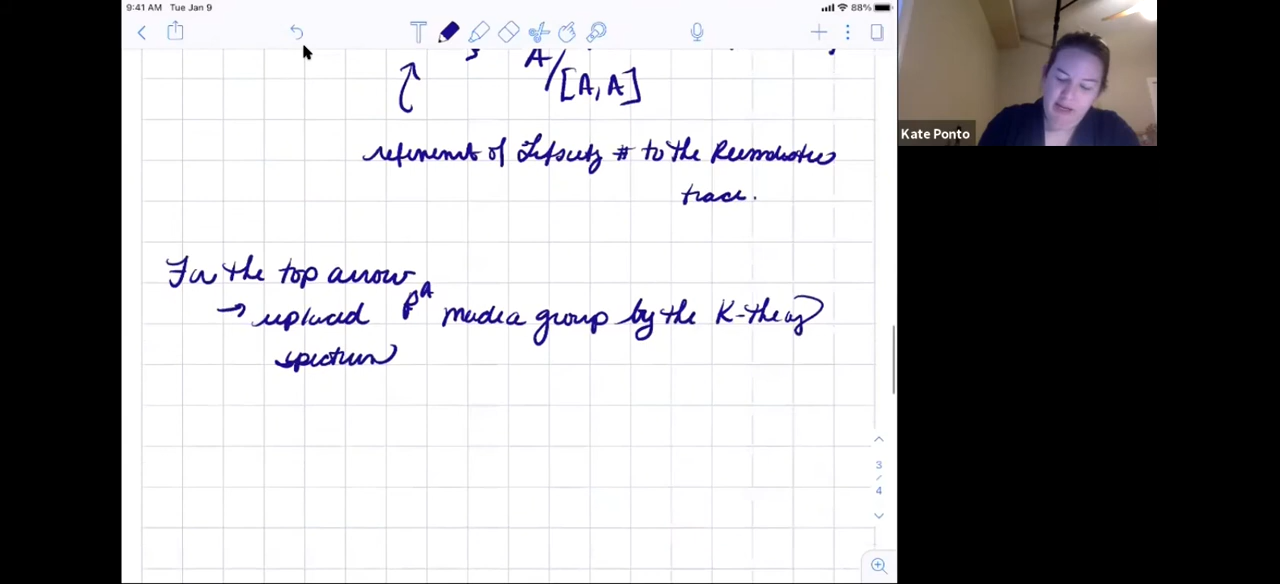 9:41 AM Tue Jan 9
88%
Kate Ponto
A/[A, A]
refinement of Lefschetz # to the Reidemeister
trace.
For the top arrow
→ replaced P^A made a group by the K-theory
spectrum
3
/
4